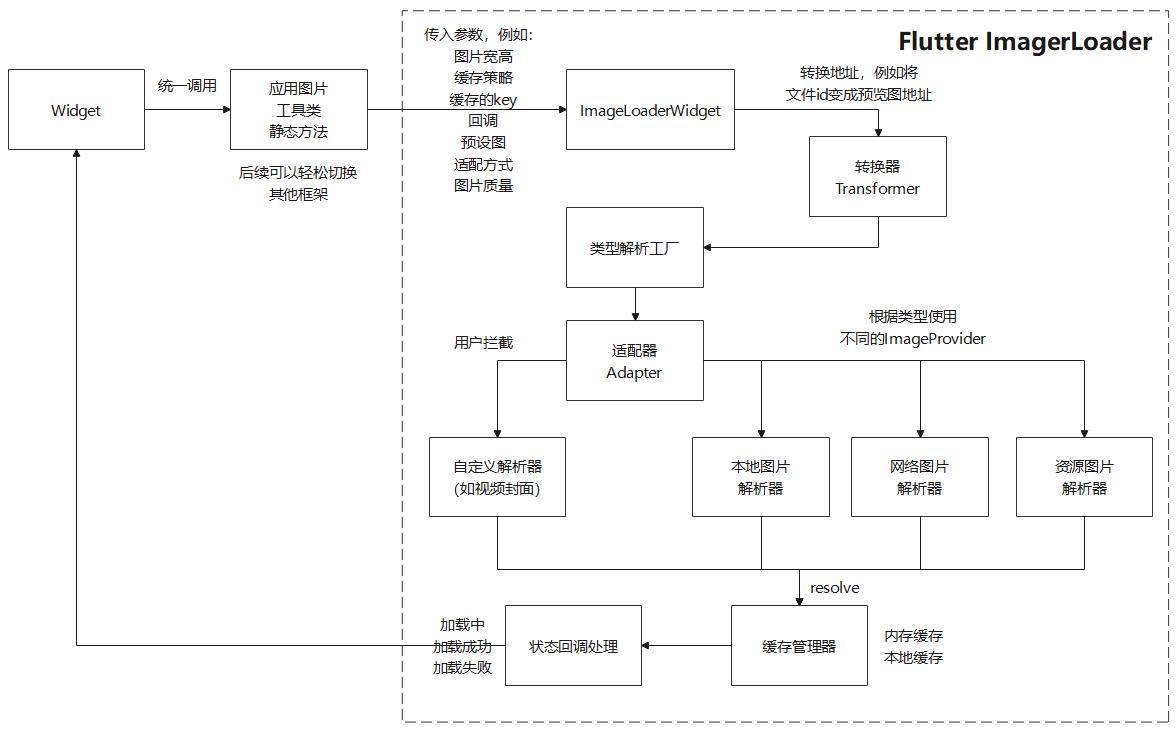 Flutter ImagerLoader
Widget
统一调用
应用图片
工具类
静态方法
后续可以轻松切换
其他框架
传入参数，例如：
图片宽高
缓存策略
缓存的key
回调
预设图
适配方式
图片质量
ImageLoaderWidget
转换地址，例如将
文件id变成预览图地址
转换器
Transformer
类型解析工厂
适配器
Adapter
用户拦截
根据类型使用
不同的ImageProvider
自定义解析器
(如视频封面)
本地图片
解析器
网络图片
解析器
资源图片
解析器
resolve
缓存管理器
内存缓存
本地缓存
状态回调处理
加载中
加载成功
加载失败